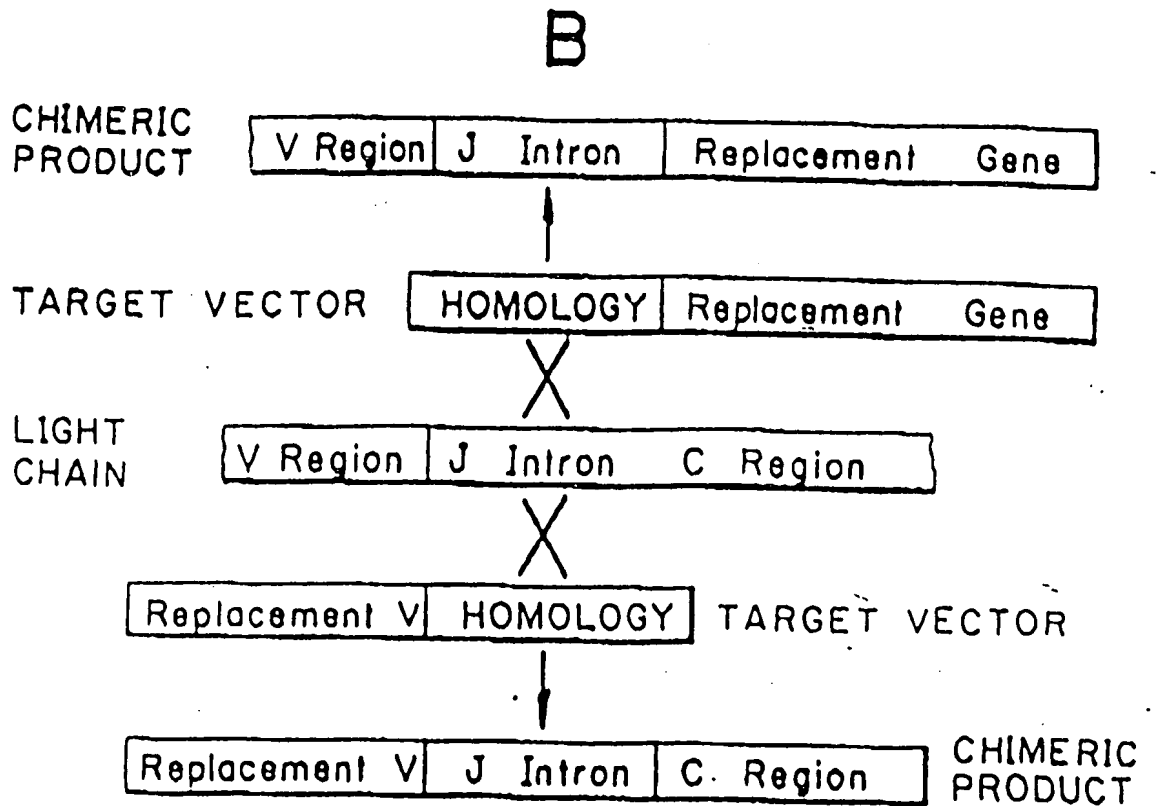 B
CHIMERIC
PRODUCT
V Region J Intron Replacement Gene
TARGET VECTOR HOMOLOGY Replacement Gene
LIGHT
CHAIN
V Region J Intron C Region
Replacement V HOMOLOGY TARGET VECTOR
Replacement V J Intron C. Region
CHIMERIC
PRODUCT